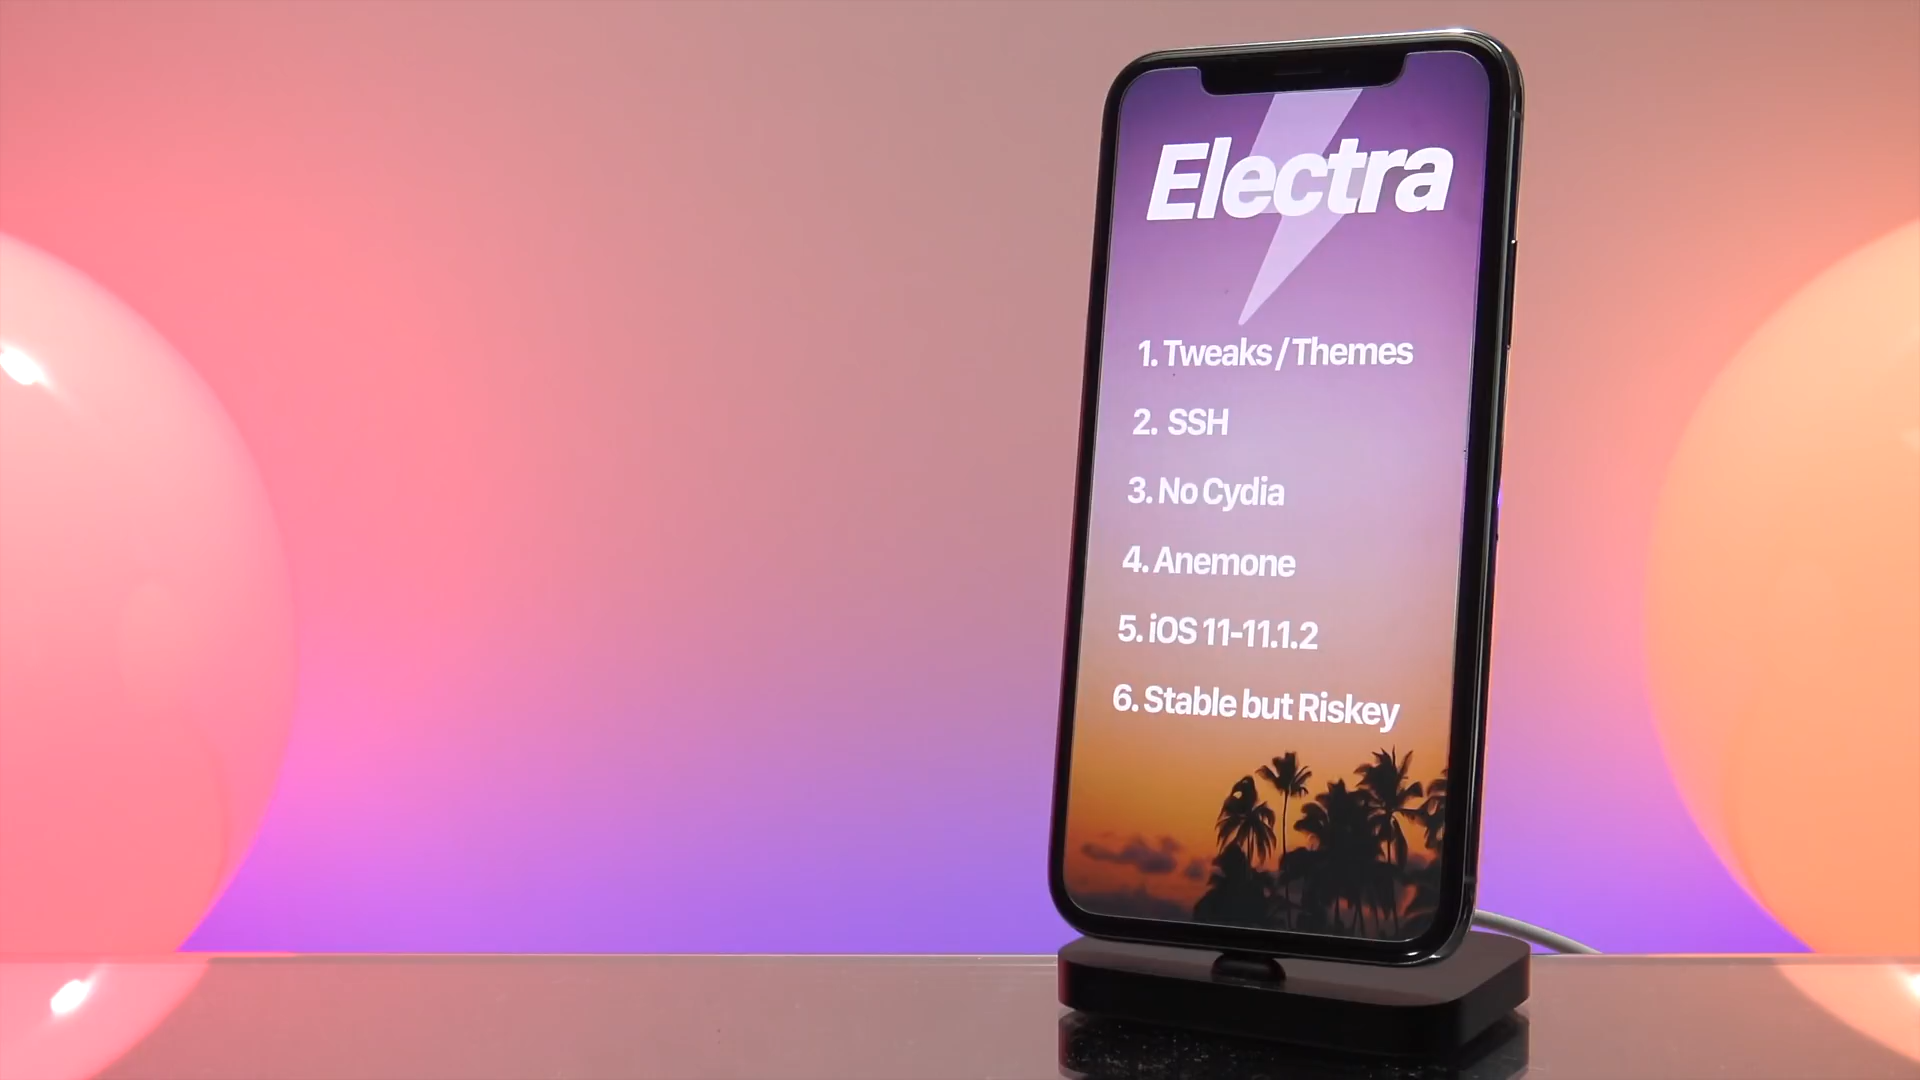 Electra
1. Tweaks / Themes
2. SSH
3. No Cydia
4. Anemone
5. iOS 11-11.1.2
6. Stable but Riskey